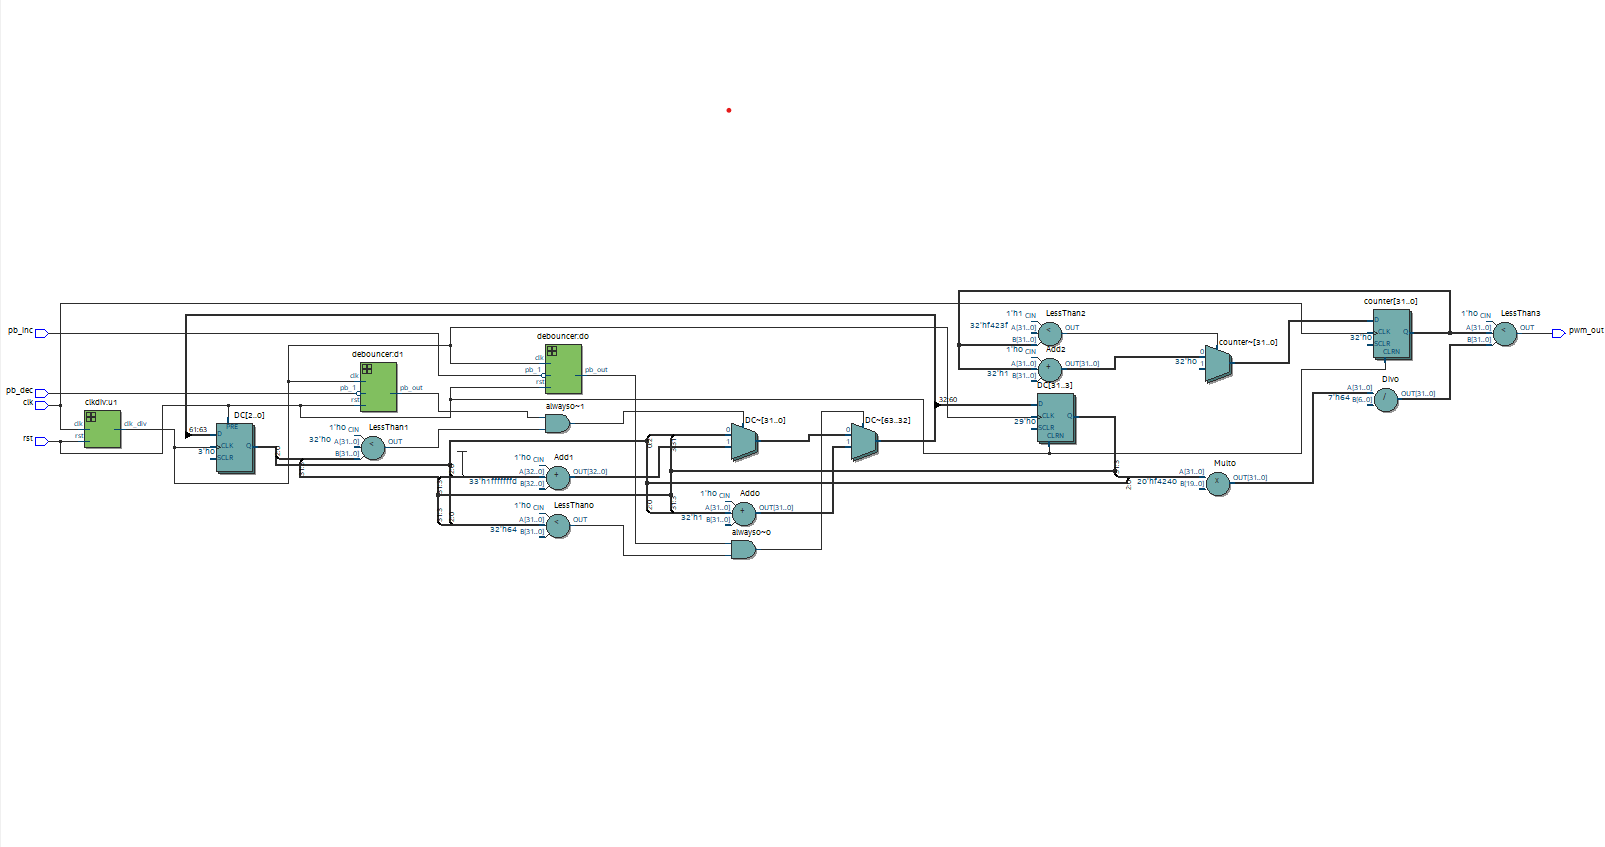 pb_inc
pb_dec
clk
rst
clkdiv:u1
clk
rst
clk_div
61:63
DC[2..0]
PRE
D
CLK
Q
3'h0
SCLR
debouncer:d1
clk
pb_1
rst
pb_out
LessThan1
1'h0 CIN
32'h0 A[31..0]
B[31..0]
OUT
debouncer:d0
clk
pb_1
rst
pb_out
always0~1
Add1
1'h0 CIN
A[32..0]
33'h1fffffffd B[32..0]
OUT[32..0]
LessThan0
1'h0 CIN
A[31..0]
32'h64 B[31..0]
OUT
2:0
31:3
2:0
DC~[31..0]
0
1
Add0
1'h0 CIN
A[31..0]
32'h1 B[31..0]
OUT[31..0]
always0~0
DC~[63..32]
0
1
32:60
LessThan2
1'h1 CIN
32'hf423f A[31..0]
B[31..0]
OUT
Add2
1'h0 CIN
A[31..0]
32'h1 B[31..0]
OUT[31..0]
DC[31..3]
D
CLK
Q
29'h0
SCLR
CLRN
counter~[31..0]
0
32'h0 1
Mult0
A[31..0]
20'hf4240 B[19..0]
OUT[31..0]
counter[31..0]
D
CLK
Q
32'h0
SCLR
CLRN
Div0
A[31..0]
7'h64 B[6..0]
OUT[31..0]
LessThan3
1'h0 CIN
A[31..0]
B[31..0]
OUT
pwm_out